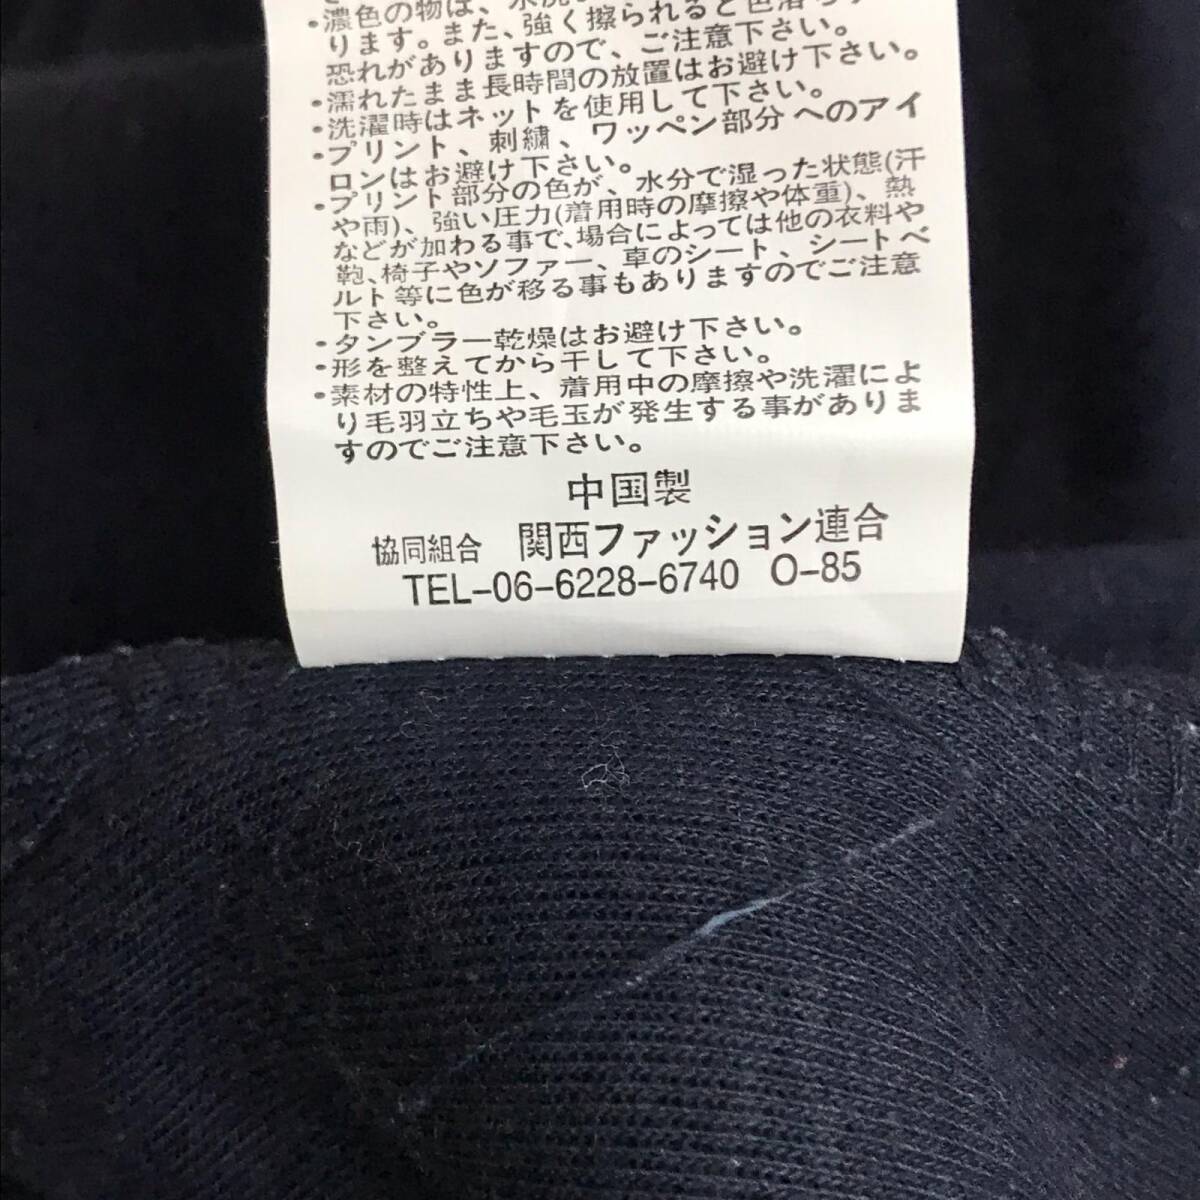 ・濃色の物は、水洗
ります。また、強く擦られると色落ち
恐れがありますので、ご注意下さい。
・濡れたまま長時間の放置はお避け下さい。
・洗濯時はネットを使用して下さい。
・プリント、刺繍、ワッペン部分へのアイ
ロンはお避け下さい。
・プリント部分の色が、水分で湿った状態(汗
や雨)、強い圧力(着用時の摩擦や体重)、熱
などが加わる事で、場合によっては他の衣料や
鞄、椅子やソファー、車のシート、シートベ
ルト等に色が移る事もありますのでご注意
下さい。
・タンブラー乾燥はお避け下さい。
・形を整えてから干して下さい。
・素材の特性上、着用中の摩擦や洗濯によ
り毛羽立ちや毛玉が発生する事がありま
すのでご注意下さい。
中国製
協同組合 関西ファッション連合
TEL-06-6228-6740 O-85